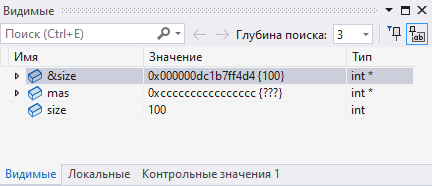 Видимые
Поиск (Ctrl+E) Глубина поиска: 3
Имя Значение Тип
&size 0x000000dc1b7ff4d4 {100} int *
mas 0xcccccccccccccccc {???} int *
size 100 int
Видимые Локальные Контрольные значения 1